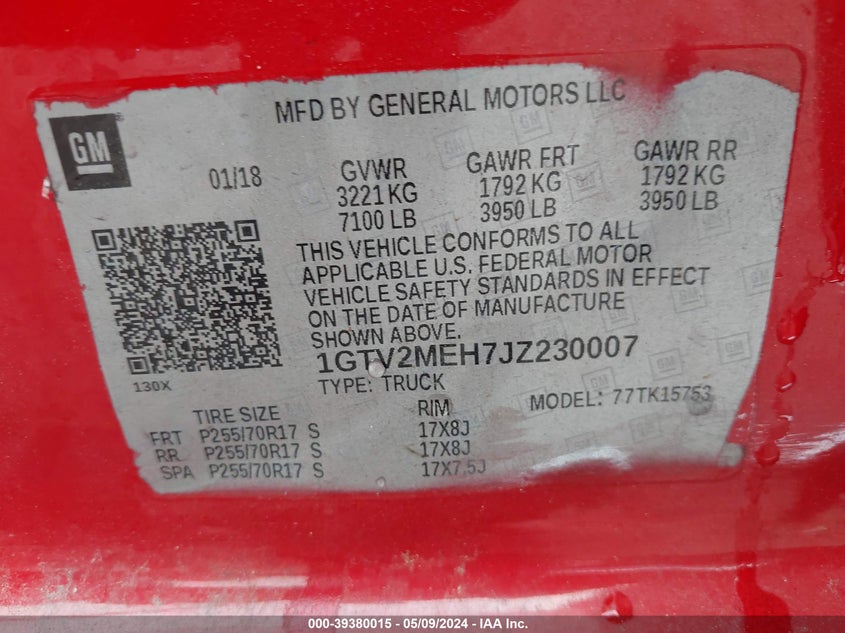 MFD BY GENERAL MOTORS LLC
GM
01/18
GVWR
3221 KG
7100 LB
GAWR FRT
1792 KG
3950 LB
GAWR RR
1792 KG
3950 LB
THIS VEHICLE CONFORMS TO ALL
APPLICABLE U.S. FEDERAL MOTOR
VEHICLE SAFETY STANDARDS IN EFFECT
ON THE DATE OF MANUFACTURE
SHOWN ABOVE.
1GTV2MEH7JZ230007
130X
TYPE: TRUCK
MODEL: 77TK15753
TIRE SIZE RIM
FRT P255/70R17 S 17X8J
RR P255/70R17 S 17X8J
SPA P255/70R17 S 17X7.5J
000-39380015 - 05/09/2024 - IAA Inc.